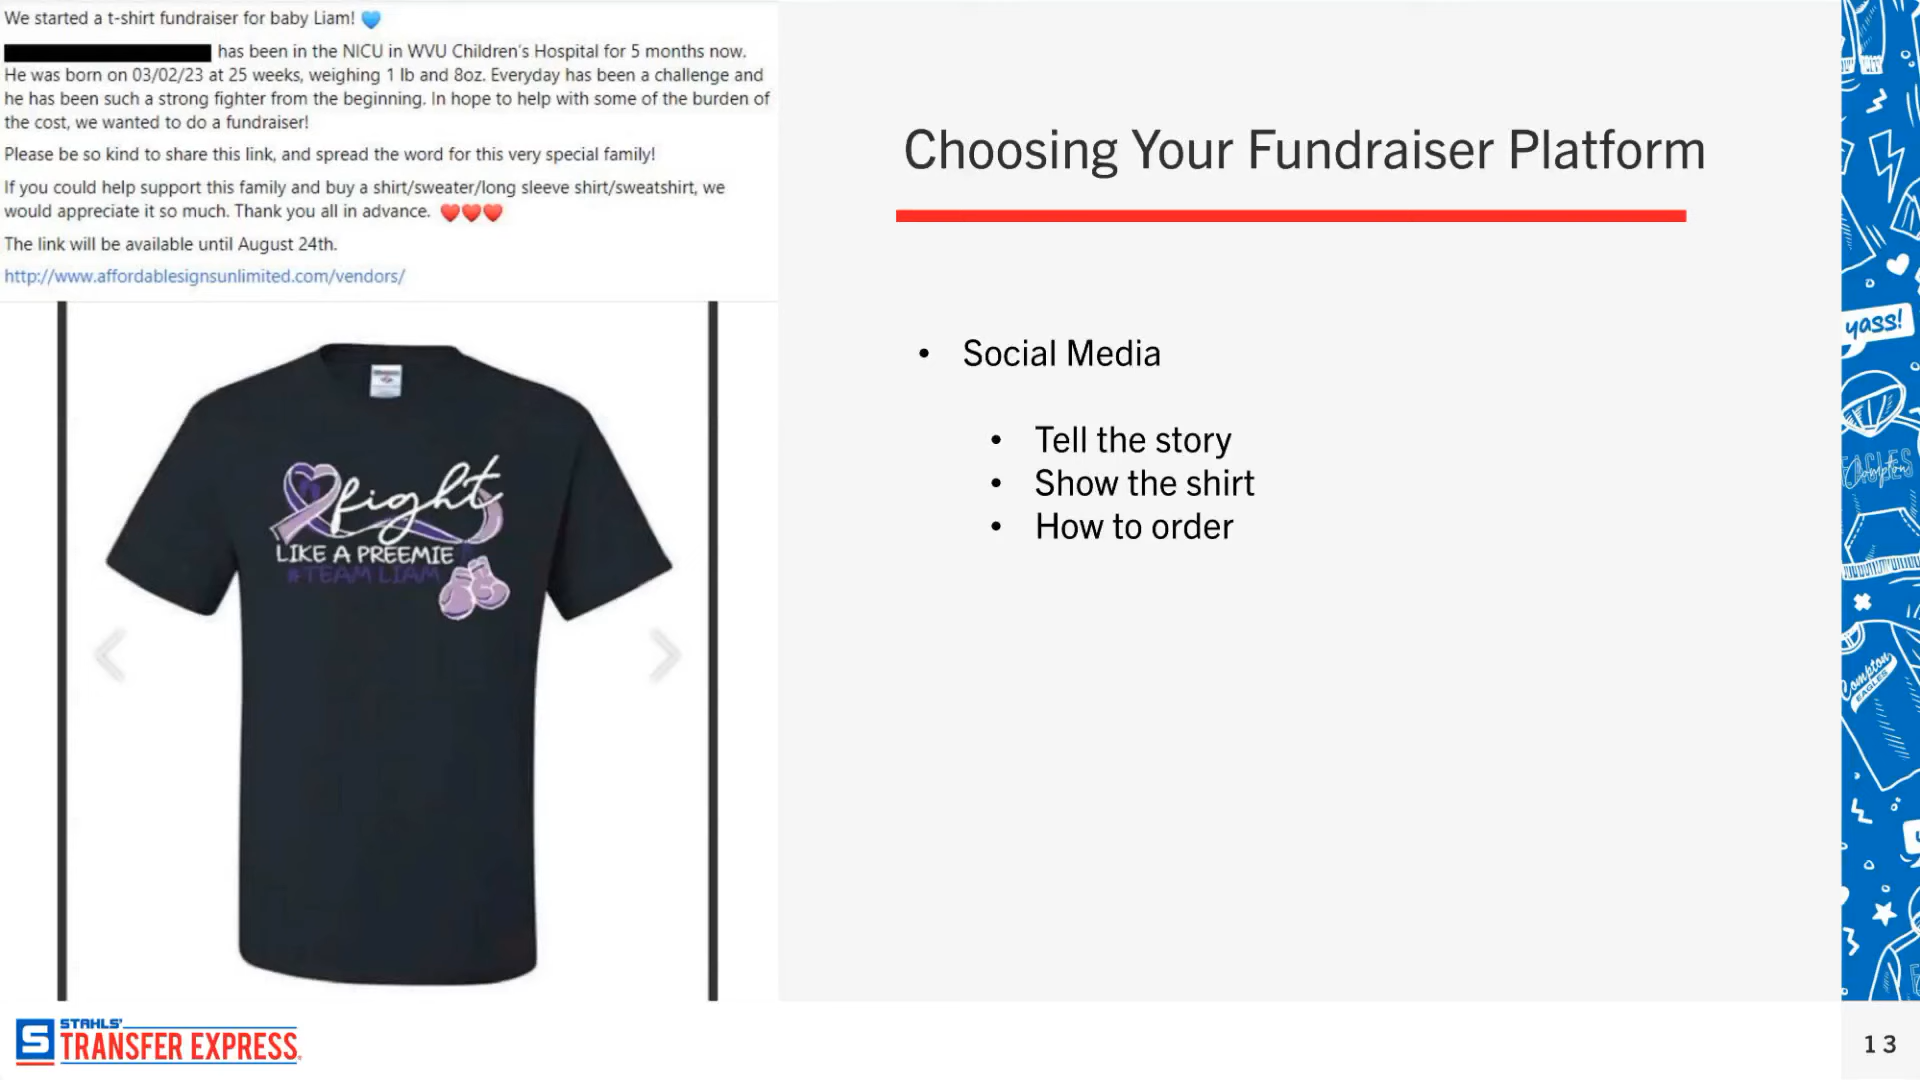 We started a t-shirt fundraiser for baby Liam! 💙
has been in the NICU in WVU Children's Hospital for 5 months now.
He was born on 03/02/23 at 25 weeks, weighing 1 lb and 8oz. Everyday has been a challenge and
he has been such a strong fighter from the beginning. In hope to help with some of the burden of
the cost, we wanted to do a fundraiser!
Please be so kind to share this link, and spread the word for this very special family!
If you could help support this family and buy a shirt/sweater/long sleeve shirt/sweatshirt, we
would appreciate it so much. Thank you all in advance. ❤️❤️❤️
The link will be available until August 24th.
http://www.affordablesignsunlimited.com/vendors/
fight
LIKE A PREEMIE
#TEAM LIAM
Choosing Your Fundraiser Platform
• Social Media
• Tell the story
• Show the shirt
• How to order
yass!
EAGLES
Compton
Compton
EAGLES
STAHLS'
TRANSFER EXPRESS
13